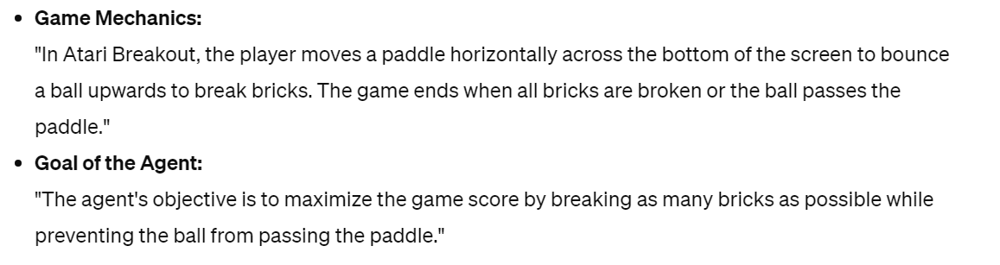 • Game Mechanics:
"In Atari Breakout, the player moves a paddle horizontally across the bottom of the screen to bounce
a ball upwards to break bricks. The game ends when all bricks are broken or the ball passes the
paddle."
• Goal of the Agent:
"The agent's objective is to maximize the game score by breaking as many bricks as possible while
preventing the ball from passing the paddle."